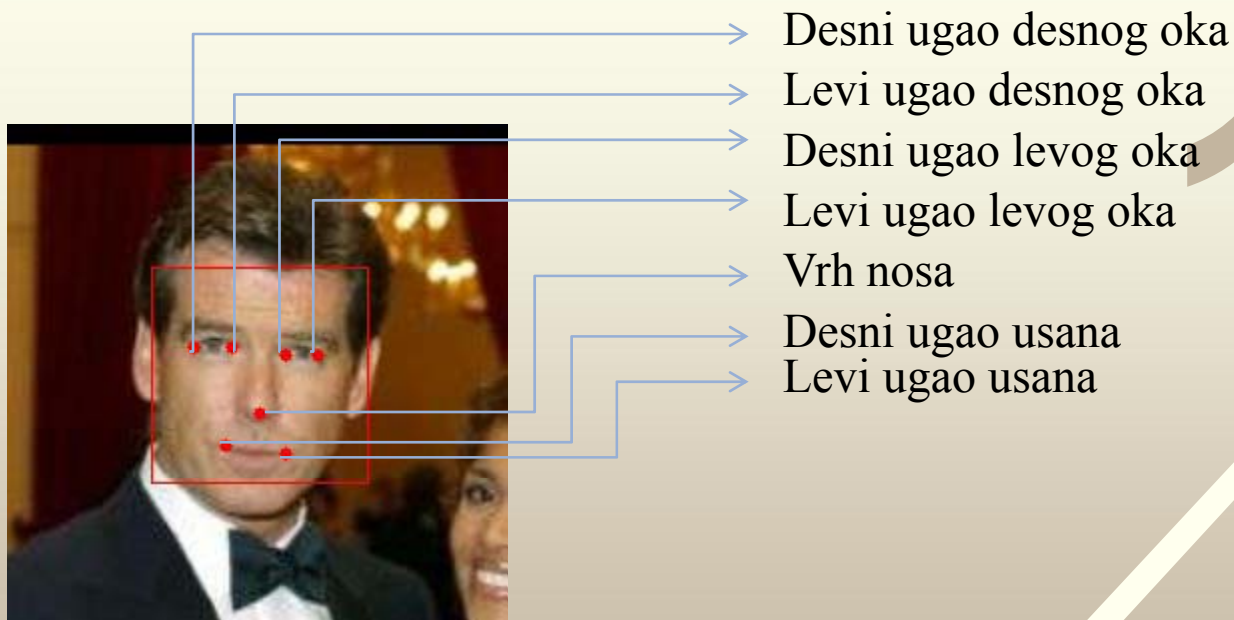 Desni ugao desnog oka
Levi ugao desnog oka
Desni ugao levog oka
Levi ugao levog oka
Vrh nosa
Desni ugao usana
Levi ugao usana